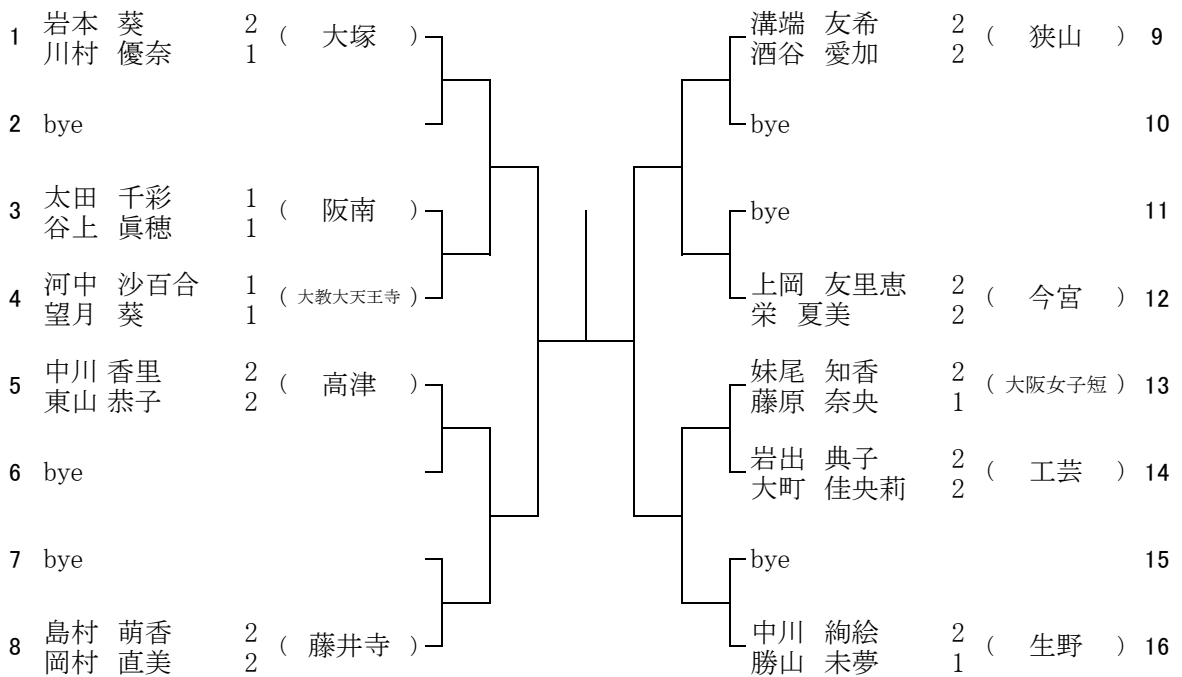 1 岩本 葵 2 ( 大塚 )
川村 優奈 1
2 bye
3 太田 千彩 1 ( 阪南 )
谷上 眞穂 1
4 河中 沙百合 1 ( 大教大天王寺 )
望月 葵 1
5 中川 香里 2 ( 高津 )
東山 恭子 2
6 bye
7 bye
8 島村 萌香 2 ( 藤井寺 )
岡村 直美 2
溝端 友希 2 ( 狭山 ) 9
酒谷 愛加 2
bye 10
bye 11
上岡 友里恵 2 ( 今宮 ) 12
栄 夏美 2
妹尾 知香 2 ( 大阪女子短 ) 13
藤原 奈央 1
岩出 典子 2 ( 工芸 ) 14
大町 佳央莉 2
bye 15
中川 絢絵 2 ( 生野 ) 16
勝山 未夢 1